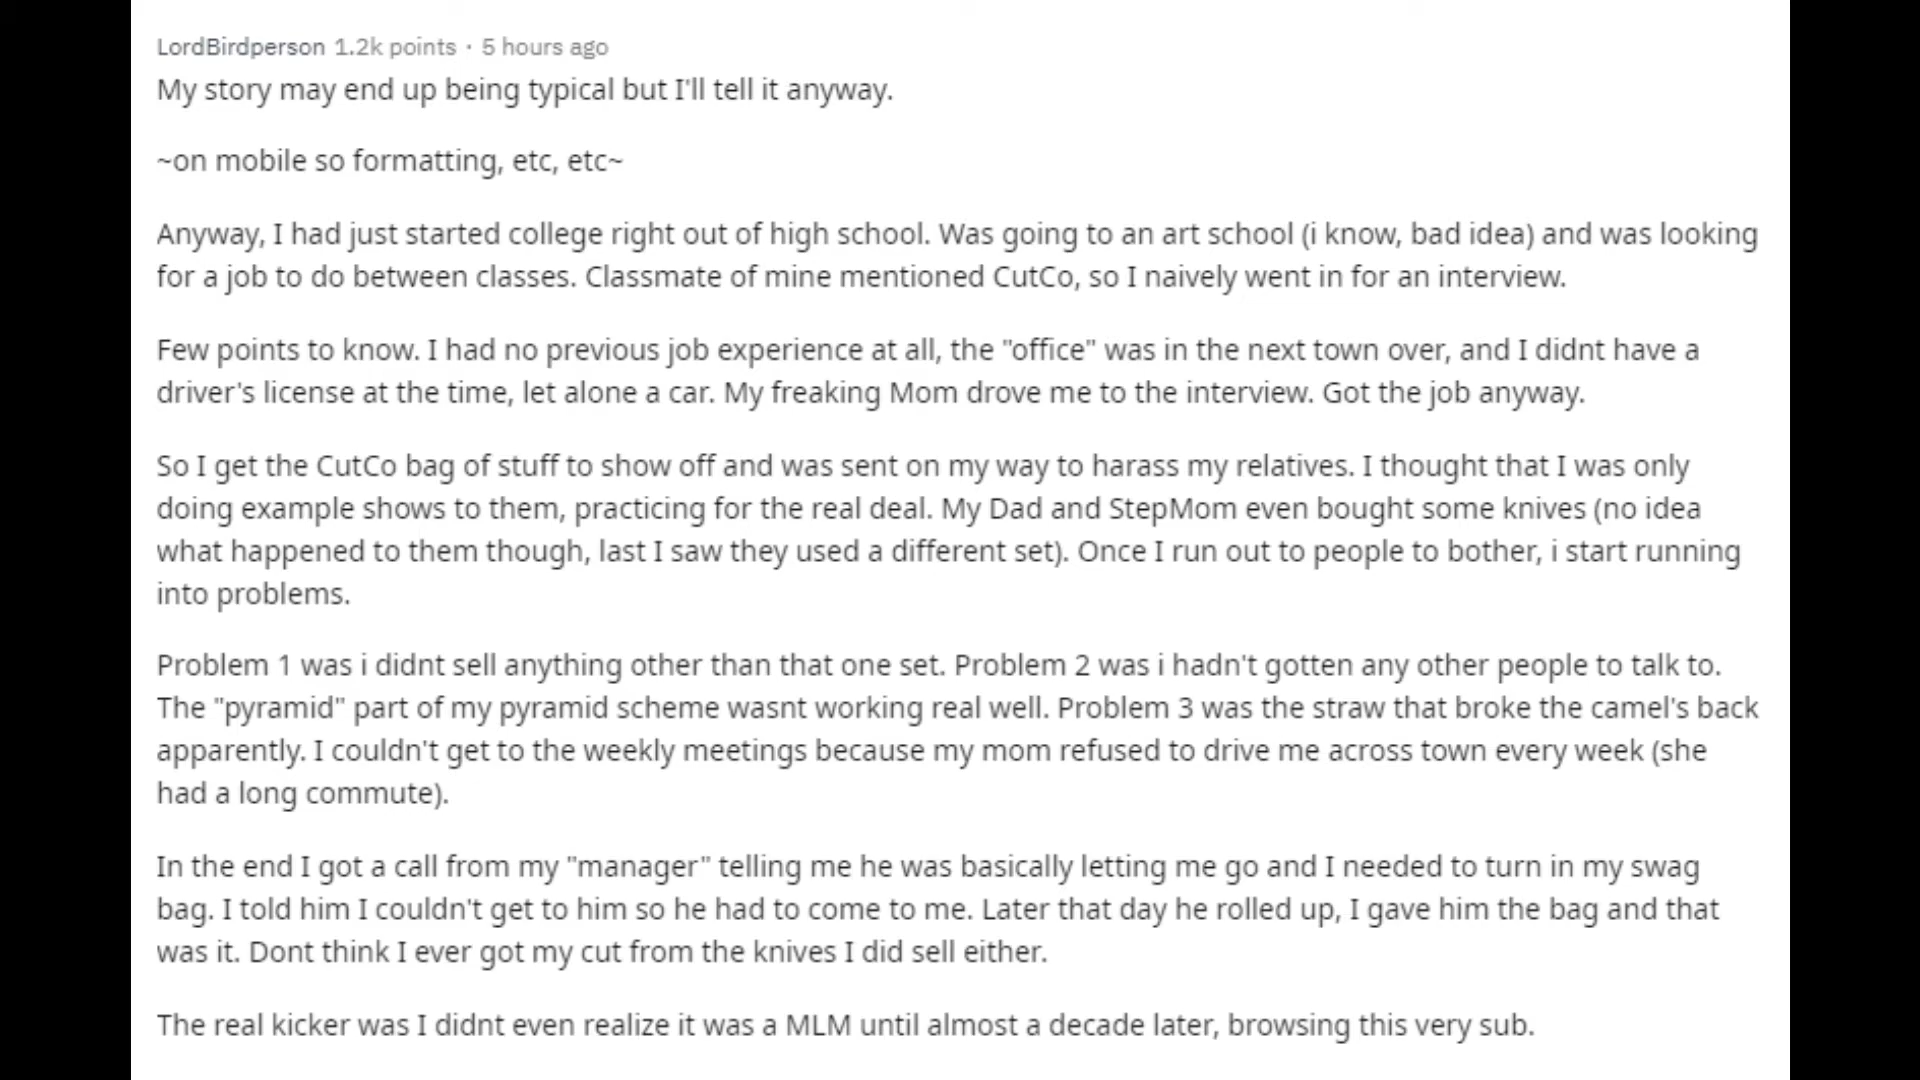 LordBirdperson 1.2k points · 5 hours ago
My story may end up being typical but I'll tell it anyway.
~on mobile so formatting, etc, etc~
Anyway, I had just started college right out of high school. Was going to an art school (i know, bad idea) and was looking
for a job to do between classes. Classmate of mine mentioned CutCo, so I naively went in for an interview.
Few points to know. I had no previous job experience at all, the "office" was in the next town over, and I didnt have a
driver's license at the time, let alone a car. My freaking Mom drove me to the interview. Got the job anyway.
So I get the CutCo bag of stuff to show off and was sent on my way to harass my relatives. I thought that I was only
doing example shows to them, practicing for the real deal. My Dad and StepMom even bought some knives (no idea
what happened to them though, last I saw they used a different set). Once I run out to people to bother, i start running
into problems.
Problem 1 was i didnt sell anything other than that one set. Problem 2 was i hadn't gotten any other people to talk to.
The "pyramid" part of my pyramid scheme wasnt working real well. Problem 3 was the straw that broke the camel's back
apparently. I couldn't get to the weekly meetings because my mom refused to drive me across town every week (she
had a long commute).
In the end I got a call from my "manager" telling me he was basically letting me go and I needed to turn in my swag
bag. I told him I couldn't get to him so he had to come to me. Later that day he rolled up, I gave him the bag and that
was it. Dont think I ever got my cut from the knives I did sell either.
The real kicker was I didnt even realize it was a MLM until almost a decade later, browsing this very sub.